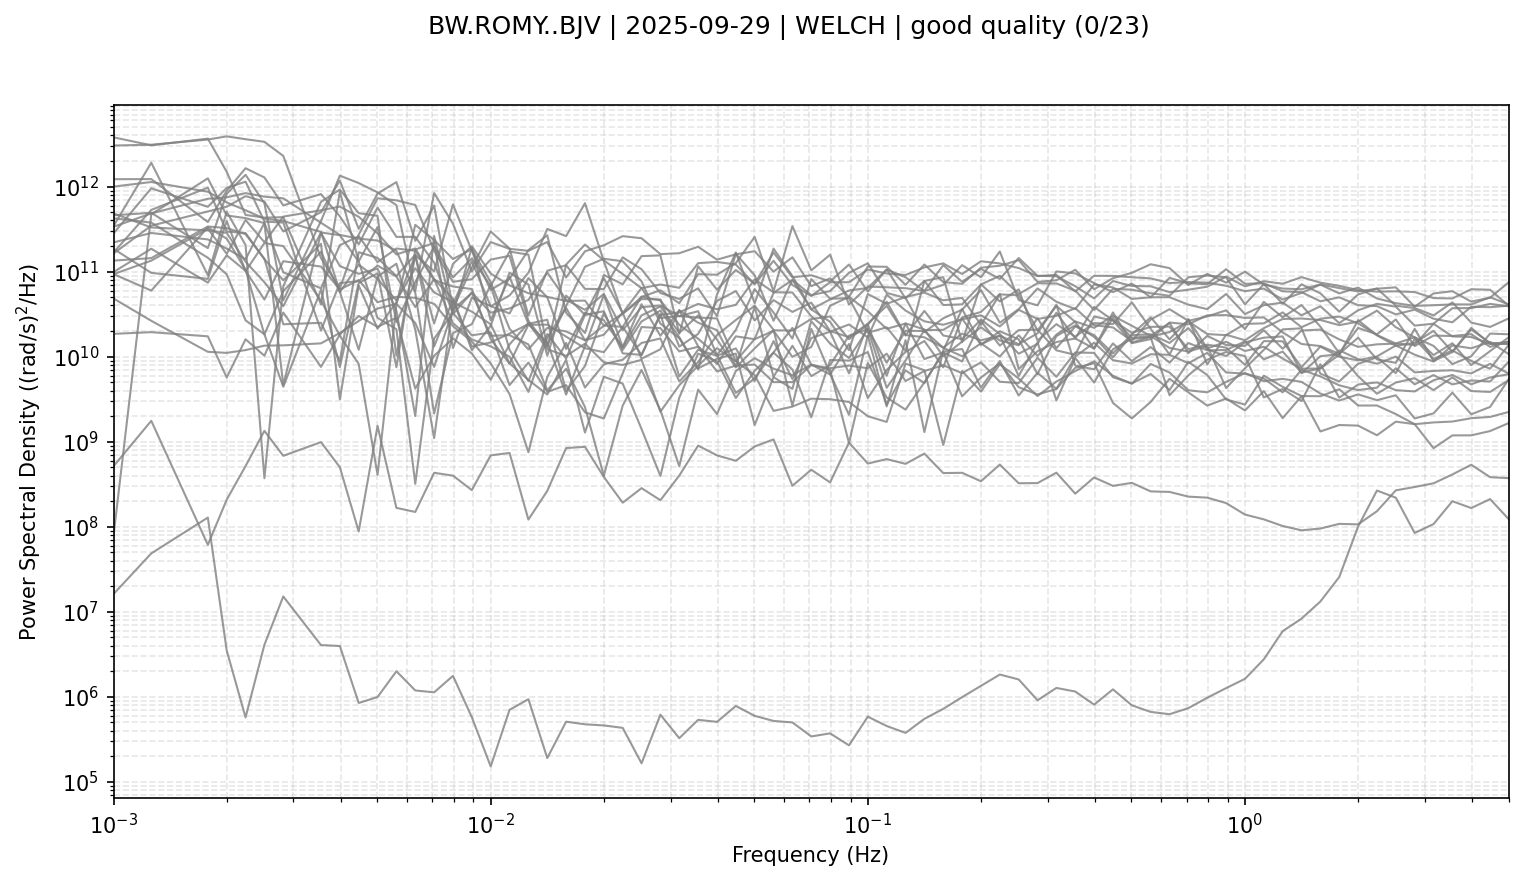 BW.ROMY..BJV | 2025-09-29 | WELCH | good quality (0/23)
Power Spectral Density ((rad/s)²/Hz)
10¹²
10¹¹
10¹⁰
10⁹
10⁸
10⁷
10⁶
10⁵
10⁻³ 10⁻² 10⁻¹ 10⁰
Frequency (Hz)